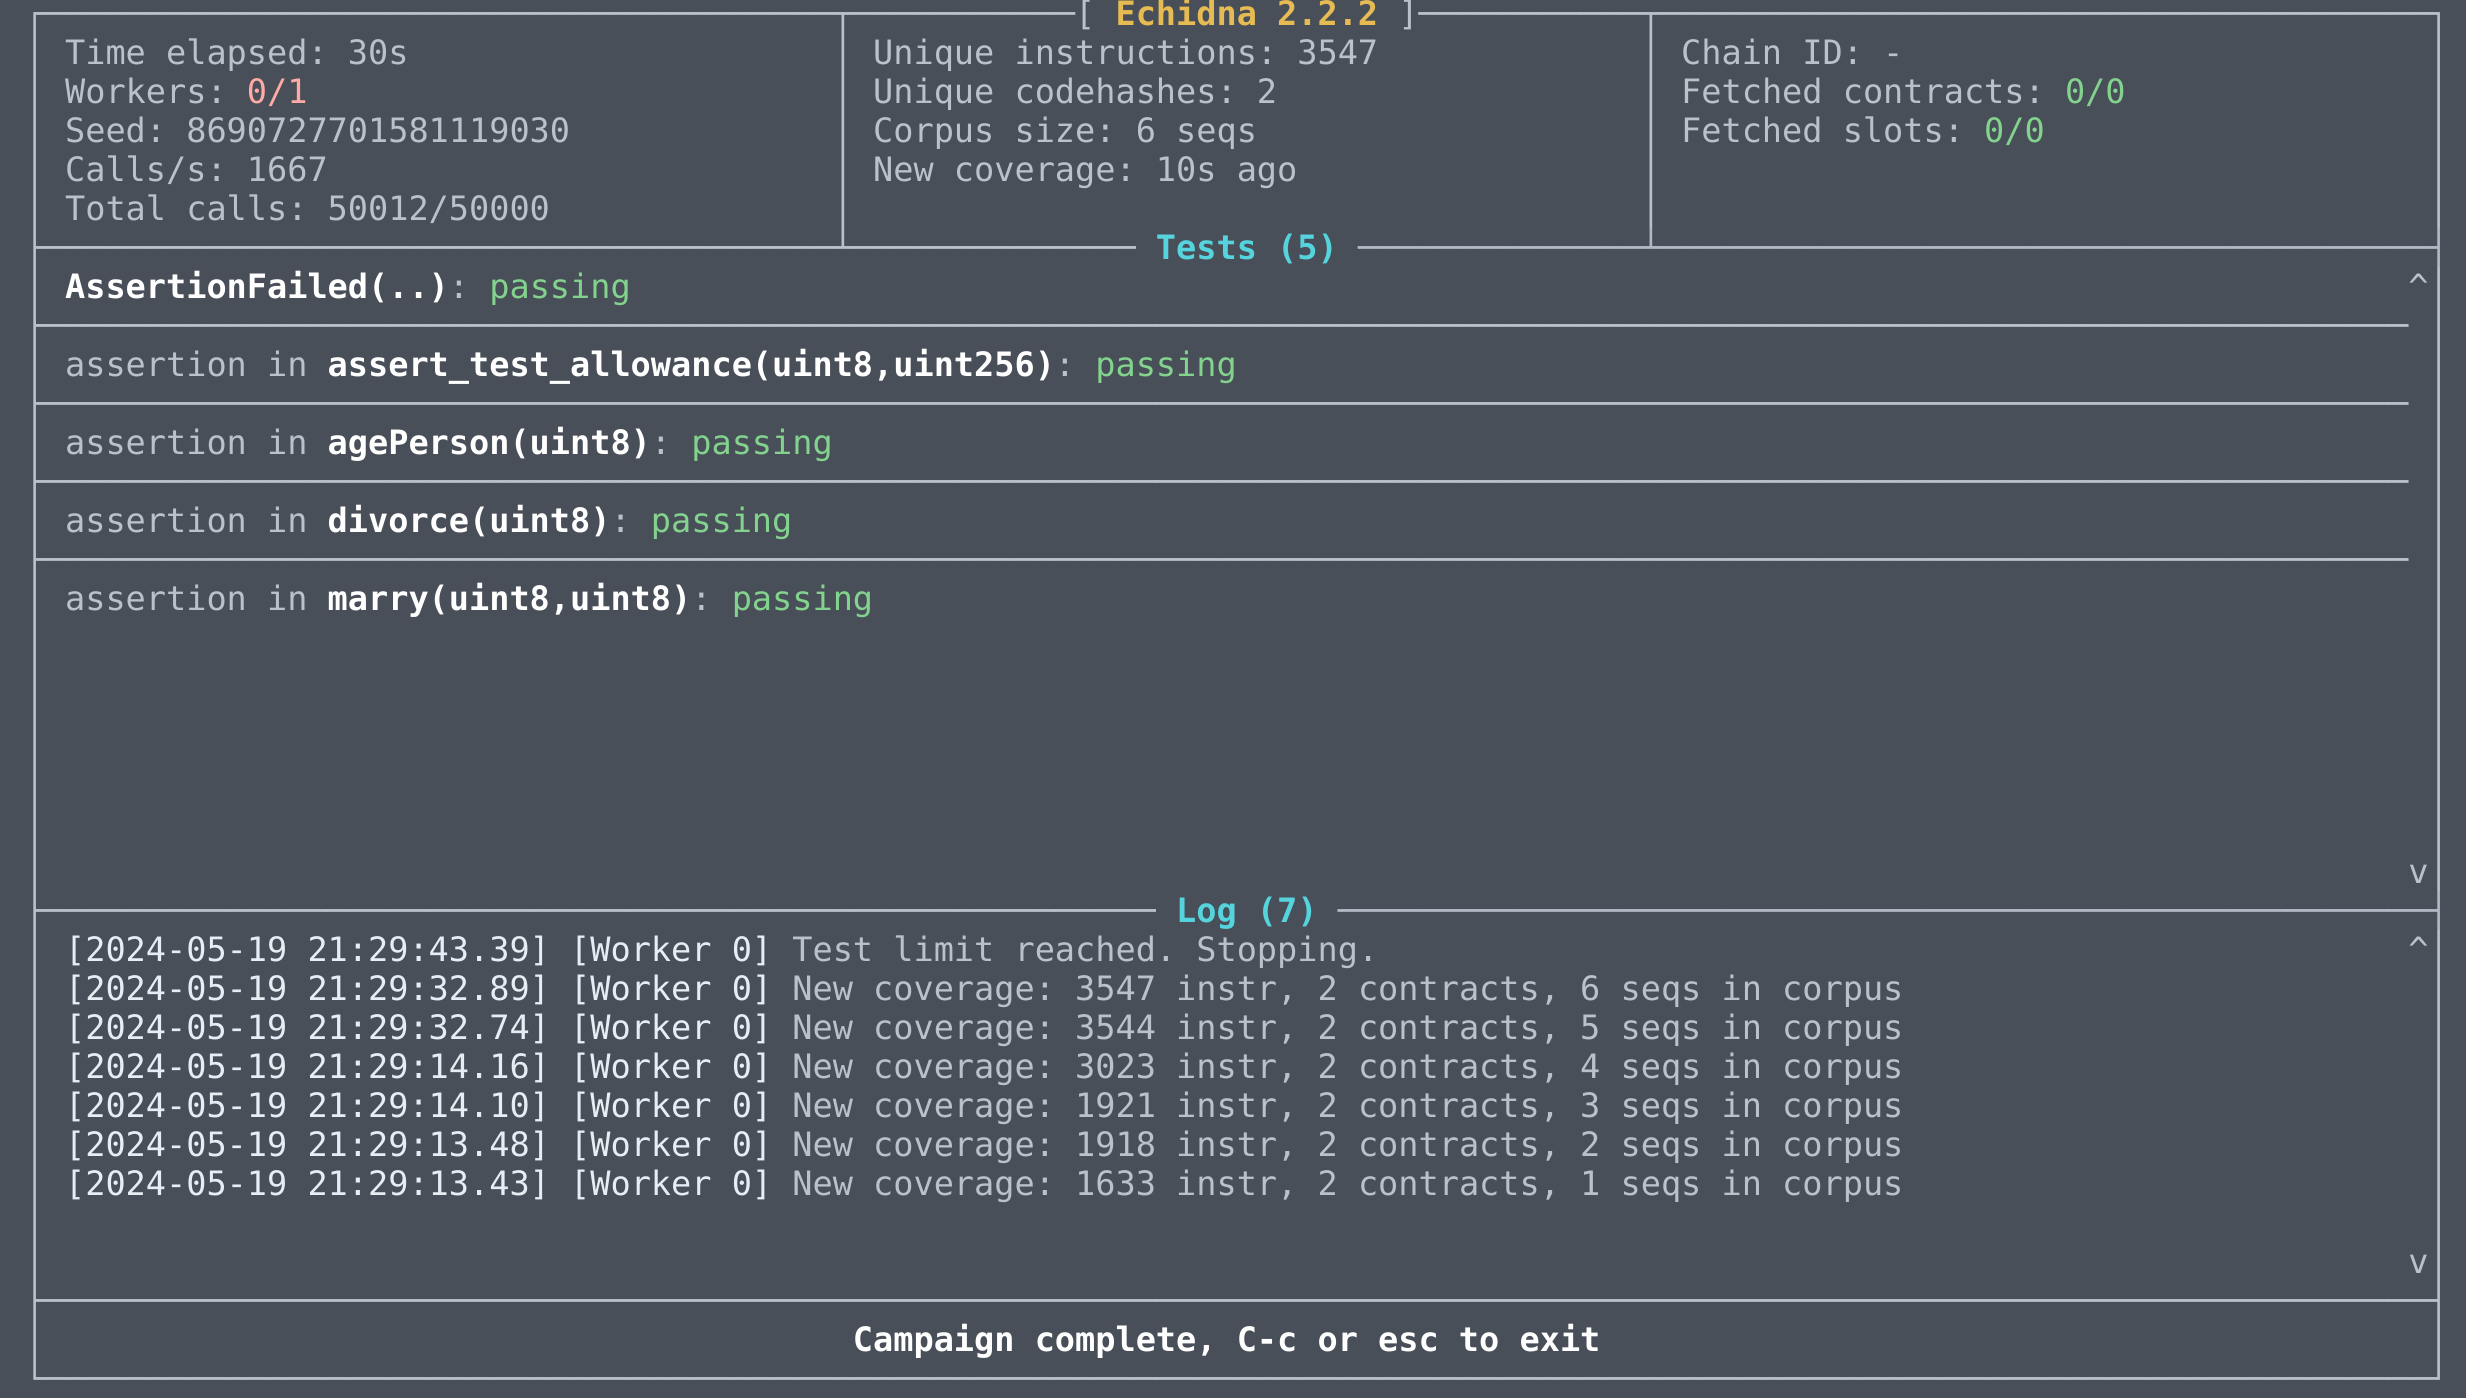 [ Echidna 2.2.2 ]
Time elapsed: 30s
Workers: 0/1
Seed: 8690727701581119030
Calls/s: 1667
Total calls: 50012/50000
Unique instructions: 3547
Unique codehashes: 2
Corpus size: 6 seqs
New coverage: 10s ago
Chain ID: -
Fetched contracts: 0/0
Fetched slots: 0/0
Tests (5)
AssertionFailed(..): passing
^
assertion in assert_test_allowance(uint8,uint256): passing
assertion in agePerson(uint8): passing
assertion in divorce(uint8): passing
assertion in marry(uint8,uint8): passing
v
Log (7)
[2024-05-19 21:29:43.39] [Worker 0] Test limit reached. Stopping.
^
[2024-05-19 21:29:32.89] [Worker 0] New coverage: 3547 instr, 2 contracts, 6 seqs in corpus
[2024-05-19 21:29:32.74] [Worker 0] New coverage: 3544 instr, 2 contracts, 5 seqs in corpus
[2024-05-19 21:29:14.16] [Worker 0] New coverage: 3023 instr, 2 contracts, 4 seqs in corpus
[2024-05-19 21:29:14.10] [Worker 0] New coverage: 1921 instr, 2 contracts, 3 seqs in corpus
[2024-05-19 21:29:13.48] [Worker 0] New coverage: 1918 instr, 2 contracts, 2 seqs in corpus
[2024-05-19 21:29:13.43] [Worker 0] New coverage: 1633 instr, 2 contracts, 1 seqs in corpus
v
Campaign complete, C-c or esc to exit